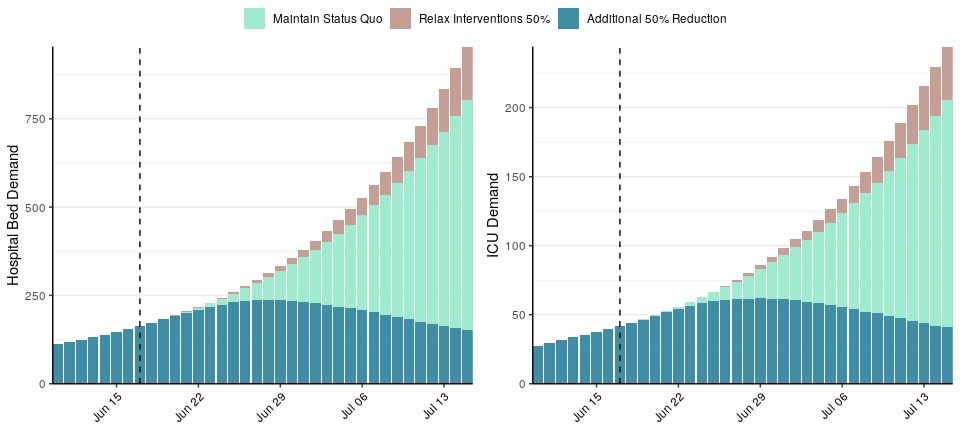 Maintain Status Quo Relax Interventions 50% Additional 50% Reduction
Hospital Bed Demand
750
500
250
0
Jun 15 Jun 22 Jun 29 Jul 06 Jul 13
ICU Demand
200
150
100
50
0
Jun 15 Jun 22 Jun 29 Jul 06 Jul 13